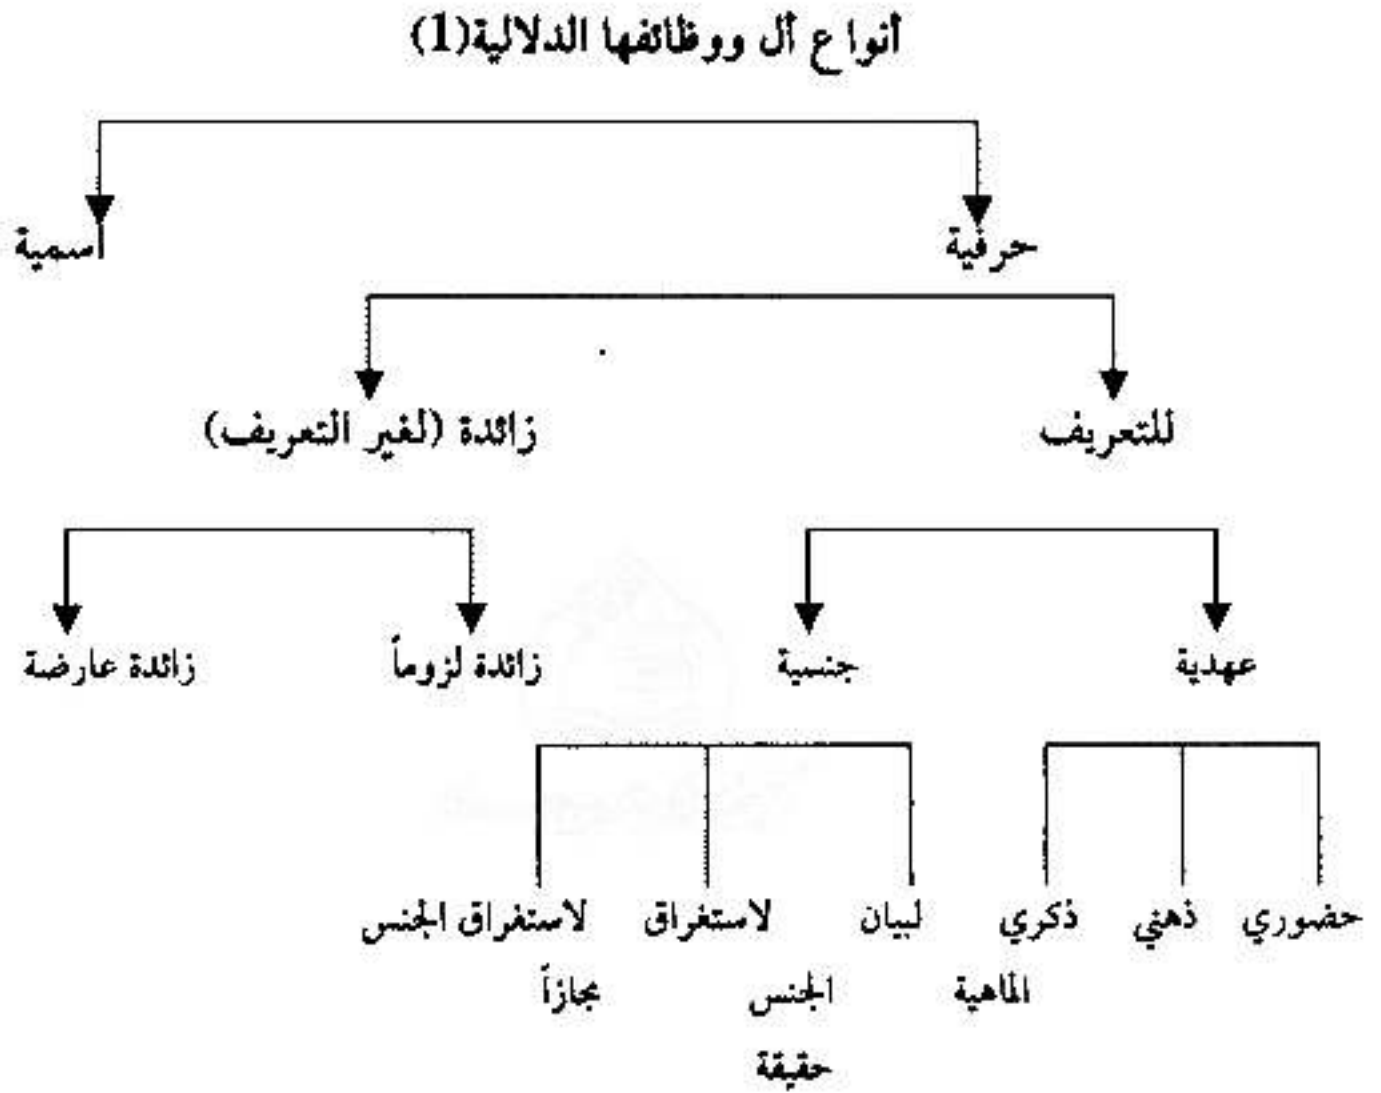 أنواع أل ووظائفها الدلالية(1)
حرفية اسمية
للتعريف زائدة (لغير التعريف)
عهدية جنسية زائدة لزوماً زائدة عارضة
حضوري ذهني ذكري لبيان لاستغراق لاستغراق الجنس
الماهية الجنس مجازاً
حقيقة